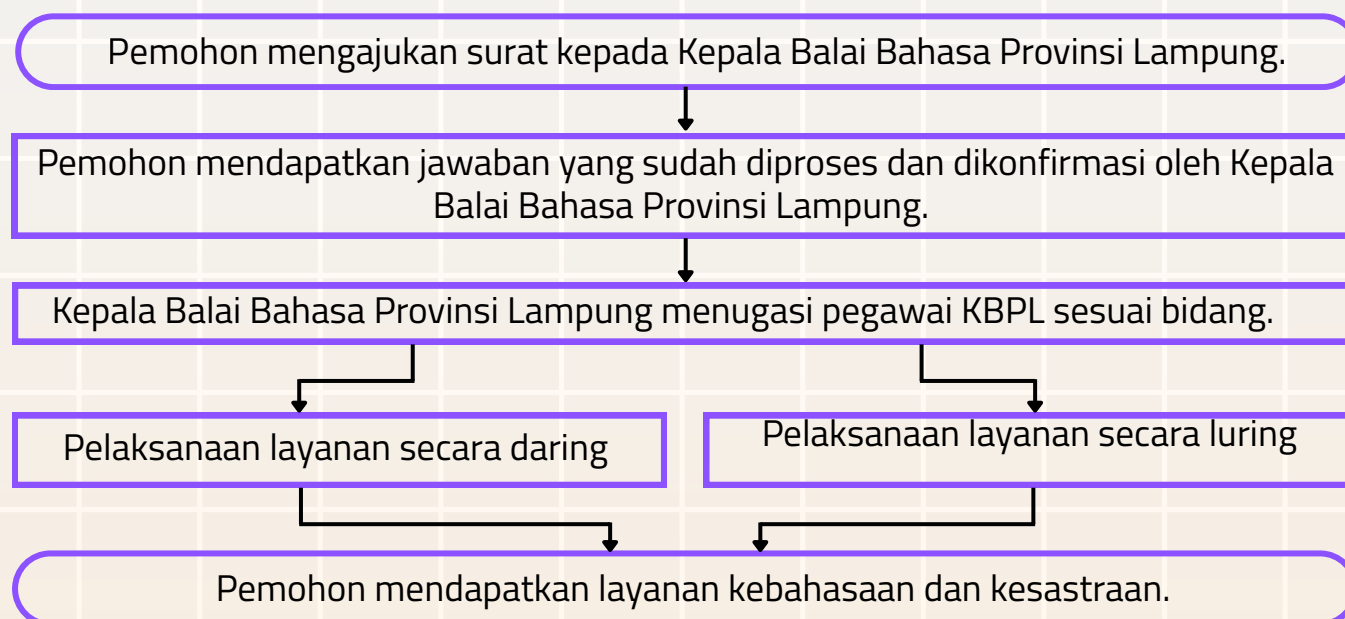 Pemohon mengajukan surat kepada Kepala Balai Bahasa Provinsi Lampung.
Pemohon mendapatkan jawaban yang sudah diproses dan dikonfirmasi oleh Kepala
Balai Bahasa Provinsi Lampung.
Kepala Balai Bahasa Provinsi Lampung menugasi pegawai KBPL sesuai bidang.
Pelaksanaan layanan secara daring
Pelaksanaan layanan secara luring
Pemohon mendapatkan layanan kebahasaan dan kesastraan.